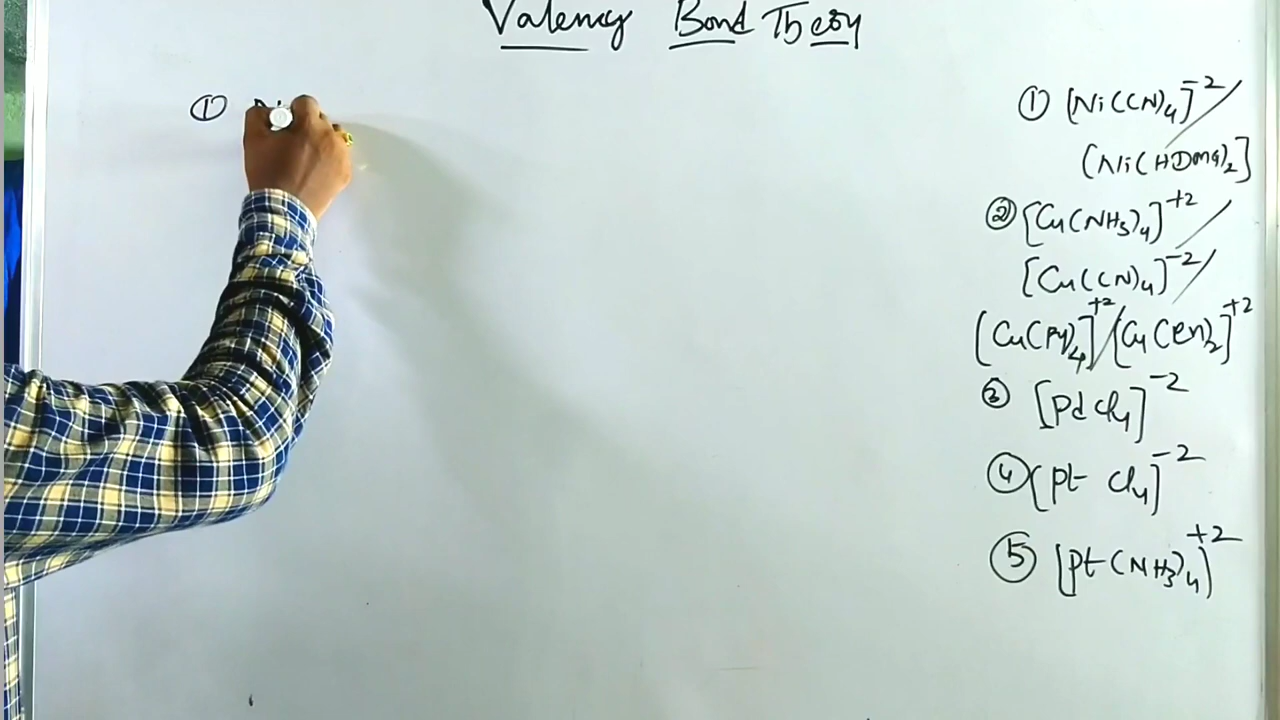 Valency Bond Theory
①
① [Ni(CN)4]-2/
[Ni(HDMG)2]
② [Cu(NH3)4]+2/
[Cu(CN)4]-2/
[Cu(Py)4]+2/[Cu(en)2]+2
③ [PdCl4]-2
④ [Pt Cl4]-2
⑤ [Pt(NH3)4]+2